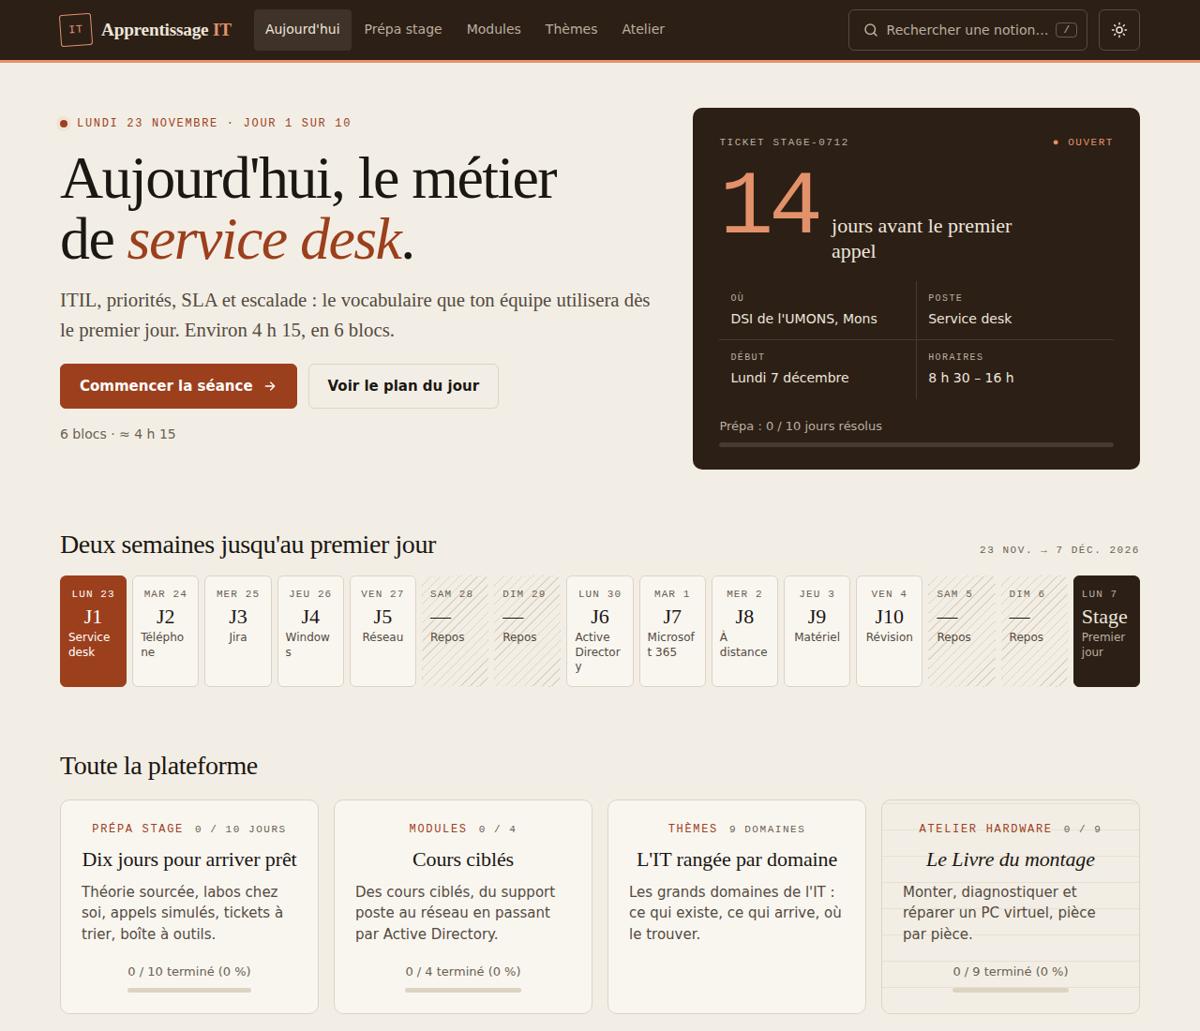 IT Apprentissage IT Aujourd'hui Prépa stage Modules Thèmes Atelier Rechercher une notion… /
LUNDI 23 NOVEMBRE · JOUR 1 SUR 10
Aujourd'hui, le métier
de service desk.
ITIL, priorités, SLA et escalade : le vocabulaire que ton équipe utilisera dès
le premier jour. Environ 4 h 15, en 6 blocs.
Commencer la séance → Voir le plan du jour
6 blocs · ≈ 4 h 15
TICKET STAGE-0712 ● OUVERT
14 jours avant le premier
appel
OÙ
DSI de l'UMONS, Mons
POSTE
Service desk
DÉBUT
Lundi 7 décembre
HORAIRES
8 h 30 – 16 h
Prépa : 0 / 10 jours résolus
Deux semaines jusqu'au premier jour
23 NOV. → 7 DÉC. 2026
LUN 23
J1
Service
desk
MAR 24
J2
Télépho
ne
MER 25
J3
Jira
JEU 26
J4
Window
s
VEN 27
J5
Réseau
SAM 28
—
Repos
DIM 29
—
Repos
LUN 30
J6
Active
Director
y
MAR 1
J7
Microsof
t 365
MER 2
J8
À
distance
JEU 3
J9
Matériel
VEN 4
J10
Révision
SAM 5
—
Repos
DIM 6
—
Repos
LUN 7
Stage
Premier
jour
Toute la plateforme
PRÉPA STAGE 0 / 10 JOURS
Dix jours pour arriver prêt
Théorie sourcée, labos chez
soi, appels simulés, tickets à
trier, boîte à outils.
0 / 10 terminé (0 %)
MODULES 0 / 4
Cours ciblés
Des cours ciblés, du support
poste au réseau en passant
par Active Directory.
0 / 4 terminé (0 %)
THÈMES 9 DOMAINES
L'IT rangée par domaine
Les grands domaines de l'IT :
ce qui existe, ce qui arrive, où
le trouver.
ATELIER HARDWARE 0 / 9
Le Livre du montage
Monter, diagnostiquer et
réparer un PC virtuel, pièce
par pièce.
0 / 9 terminé (0 %)